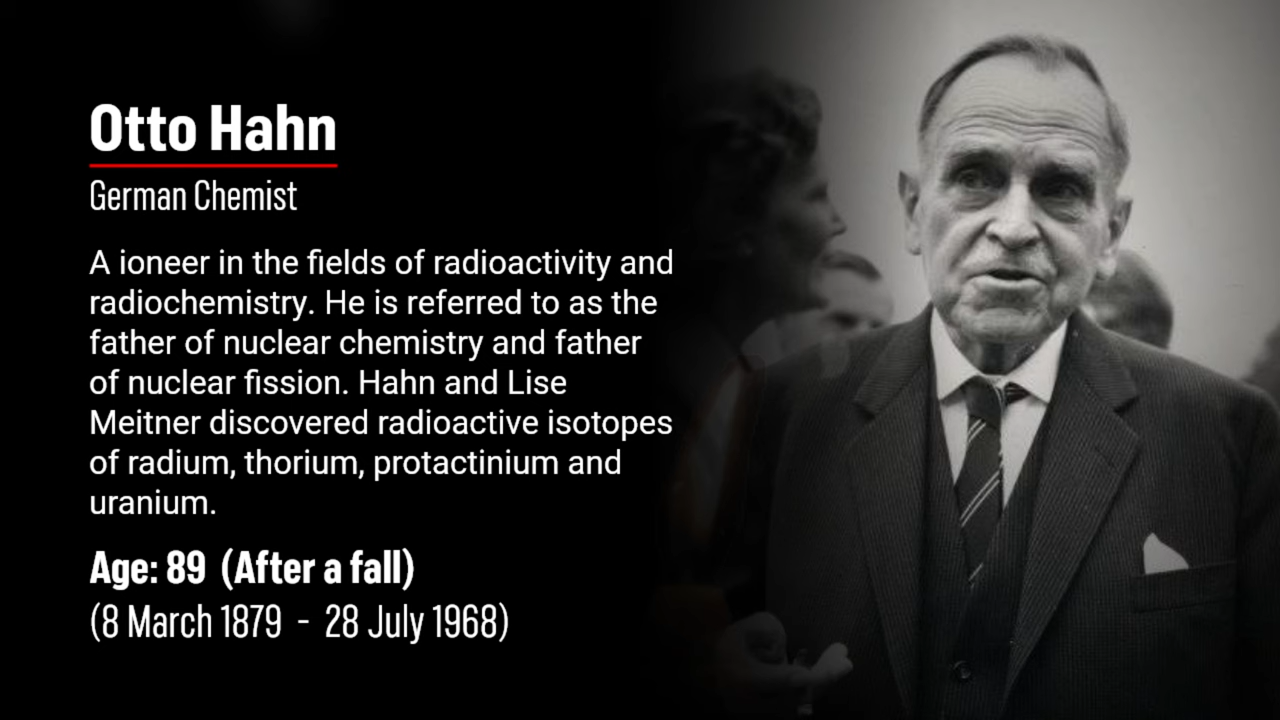 Otto Hahn
German Chemist
A ioneer in the fields of radioactivity and
radiochemistry. He is referred to as the
father of nuclear chemistry and father
of nuclear fission. Hahn and Lise
Meitner discovered radioactive isotopes
of radium, thorium, protactinium and
uranium.
Age: 89 (After a fall)
(8 March 1879 - 28 July 1968)